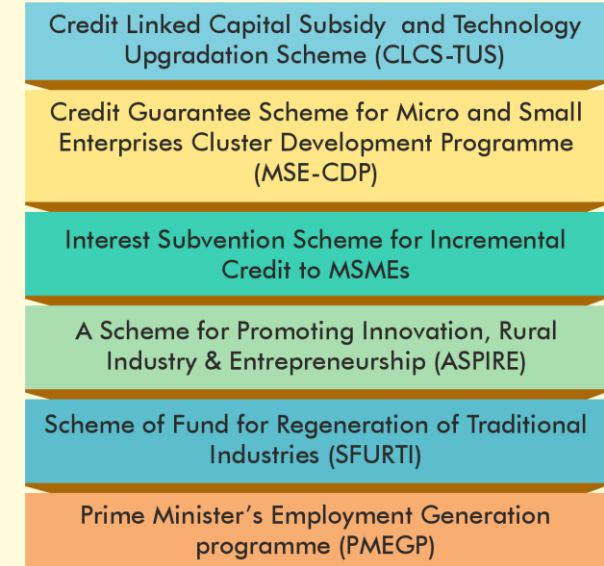 Credit Linked Capital Subsidy and Technology
Upgradation Scheme (CLCS-TUS)
Credit Guarantee Scheme for Micro and Small
Enterprises Cluster Development Programme
(MSE-CDP)
Interest Subvention Scheme for Incremental
Credit to MSMEs
A Scheme for Promoting Innovation, Rural
Industry & Entrepreneurship (ASPIRE)
Scheme of Fund for Regeneration of Traditional
Industries (SFURTI)
Prime Minister's Employment Generation
programme (PMEGP)